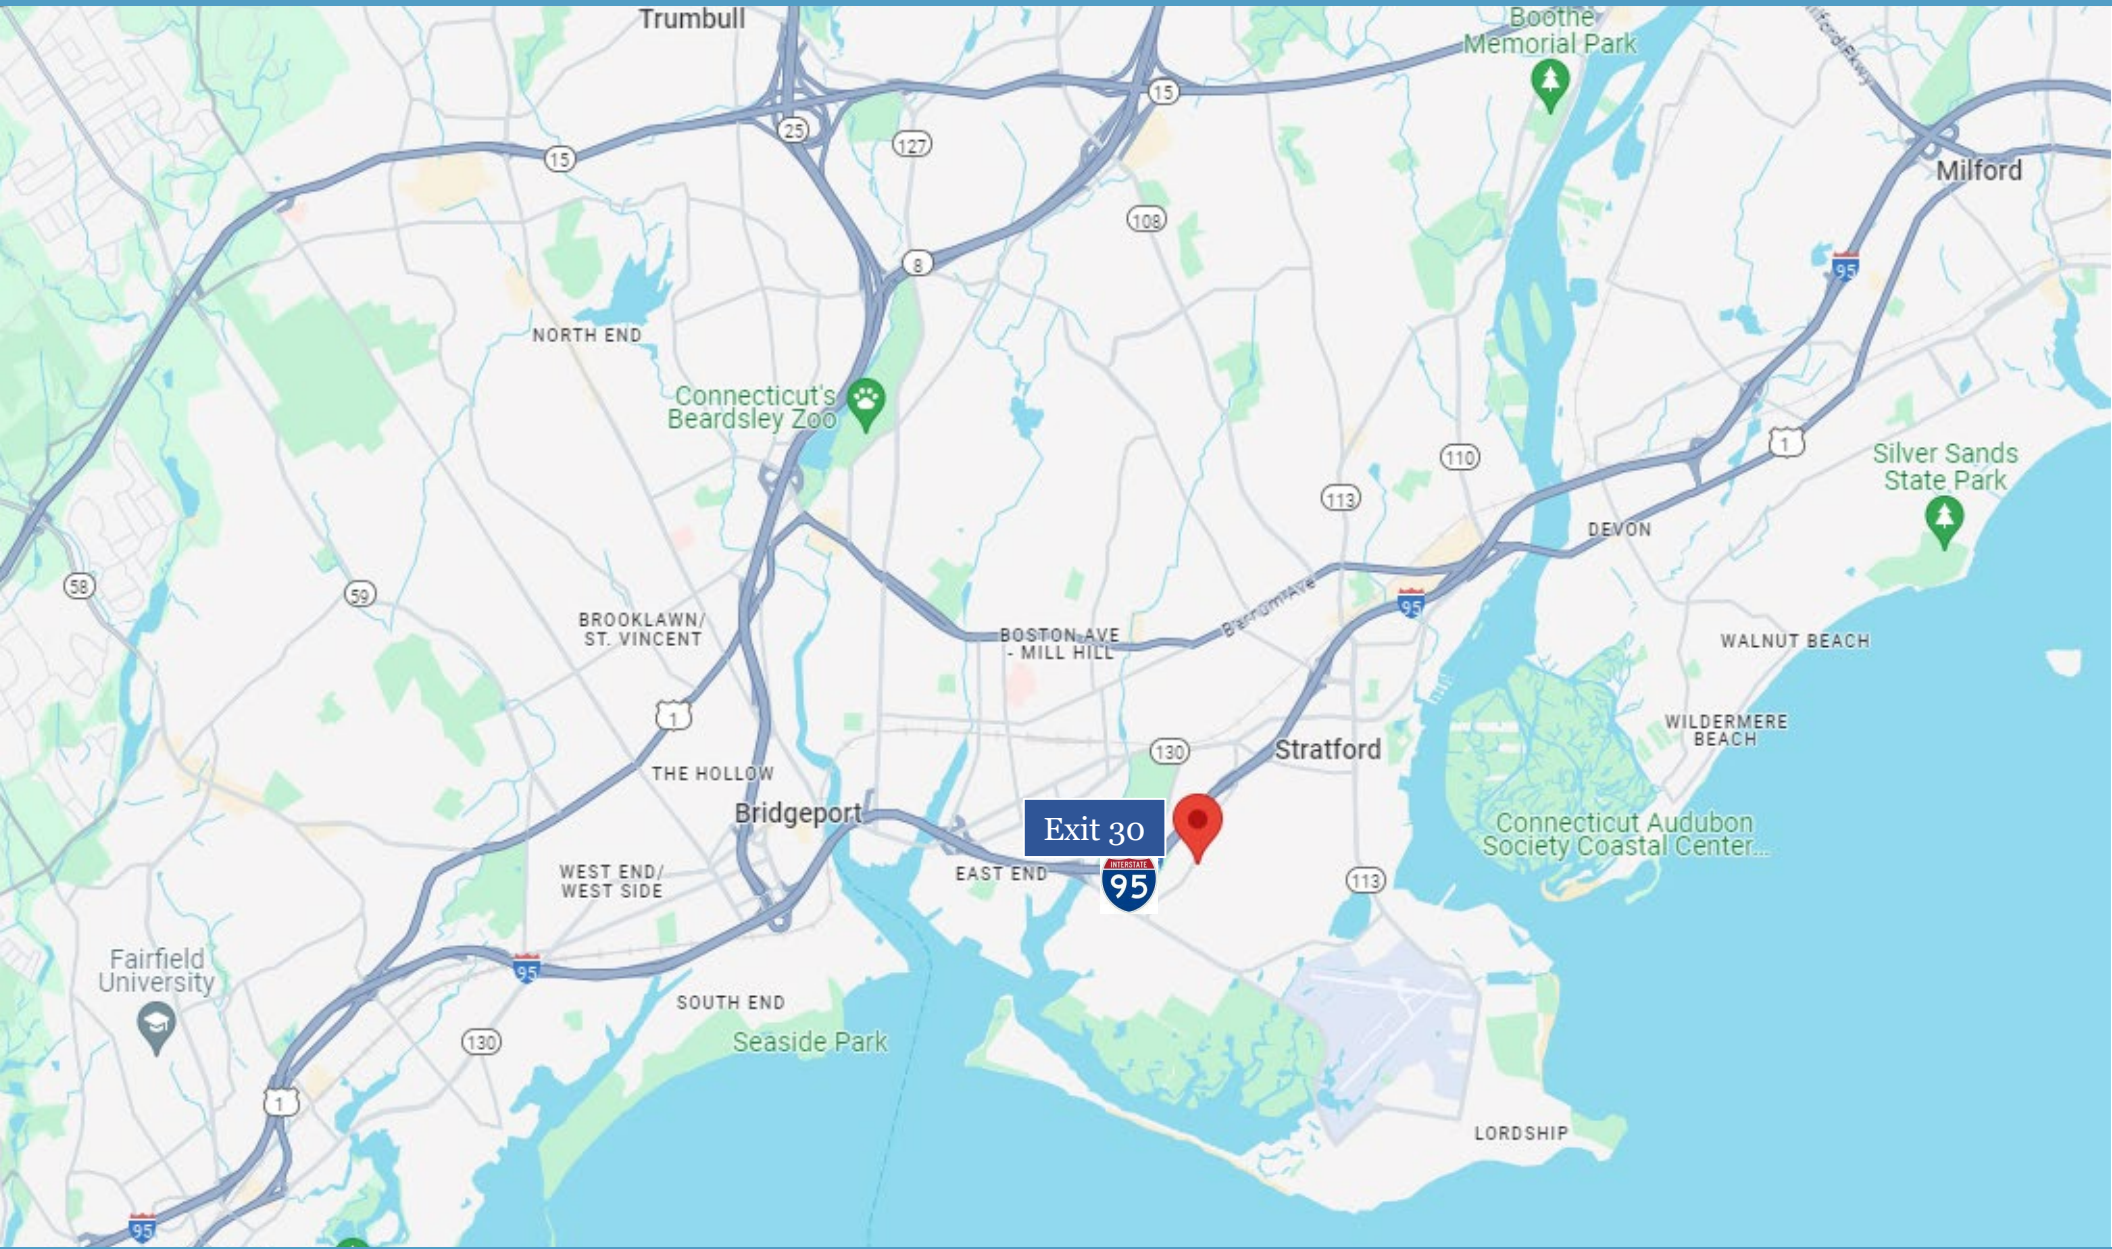 Trumbull
Boothe
Memorial Park
ilford Pkwy
15
25
127
15
Milford
108
8
95
NORTH END
Connecticut's
Beardsley Zoo
110
1
Silver Sands
State Park
113
DEVON
58
59
95
Barnum Ave
BROOKLAWN/
ST. VINCENT
BOSTON AVE
- MILL HILL
WALNUT BEACH
1
WILDERMERE
BEACH
130
Stratford
THE HOLLOW
Bridgeport
Exit 30
Connecticut Audubon
Society Coastal Center...
WEST END/
WEST SIDE
EAST END
INTERSTATE
95
113
Fairfield
University
95
SOUTH END
Seaside Park
130
1
LORDSHIP
95